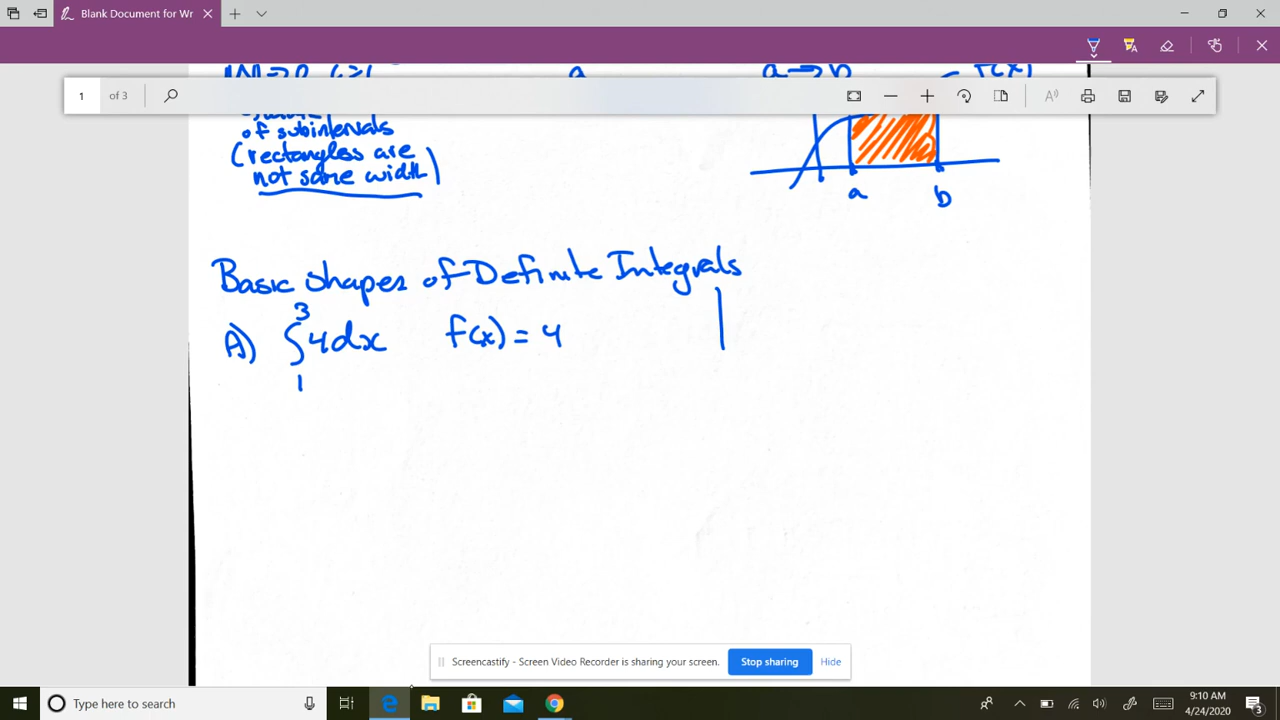 Blank Document for Wr
1 of 3
a → b f(x)
a
of subintervals
(rectangles are
not same width)
a b
Basic Shapes of Definite Integrals
A) ∫₁³ 4dx f(x) = 4
Screencastify - Screen Video Recorder is sharing your screen. Stop sharing Hide
Type here to search
9:10 AM
4/24/2020
3